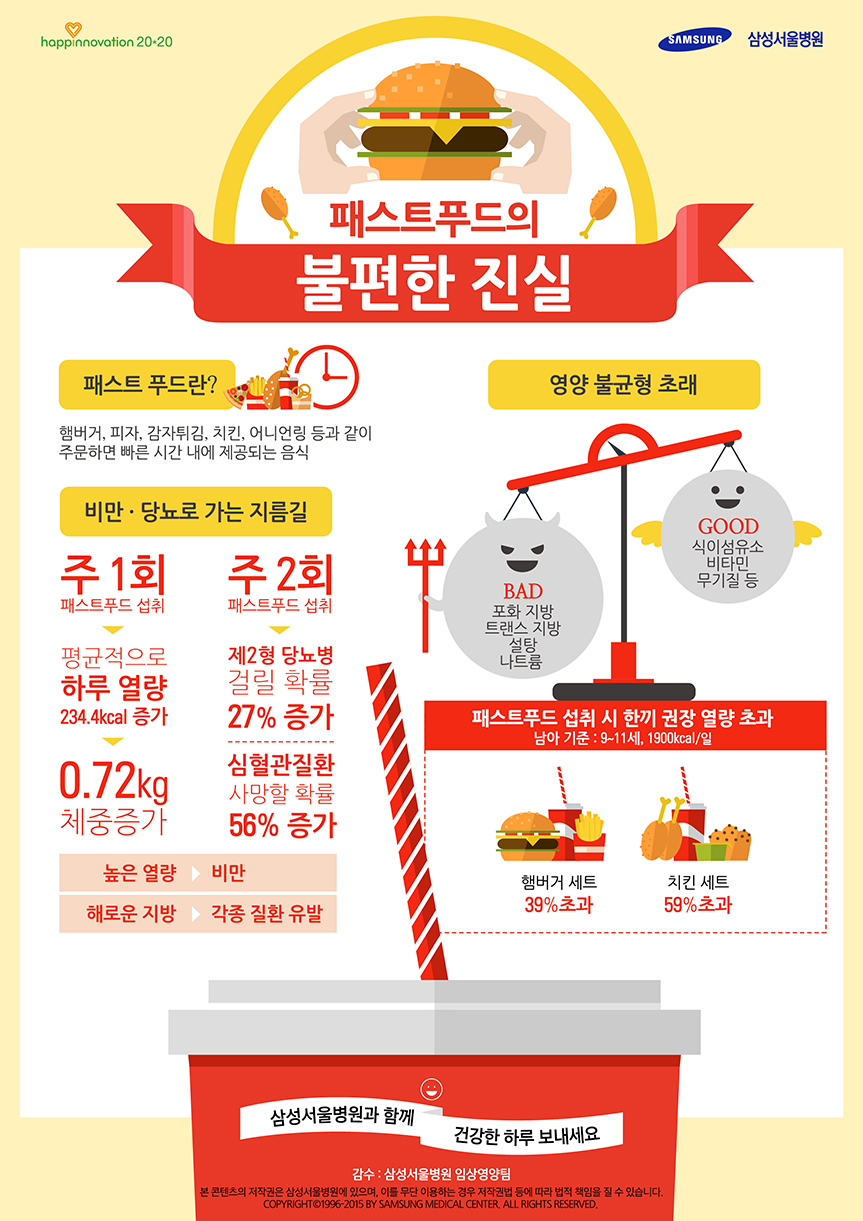 happinnovation 20×20
SAMSUNG 삼성서울병원
패스트푸드의
불편한 진실
패스트 푸드란?
햄버거, 피자, 감자튀김, 치킨, 어니언링 등과 같이
주문하면 빠른 시간 내에 제공되는 음식
비만 · 당뇨로 가는 지름길
주 1회
패스트푸드 섭취
평균적으로
하루 열량
234.4kcal 증가
0.72kg
체중증가
주 2회
패스트푸드 섭취
제2형 당뇨병
걸릴 확률
27% 증가
심혈관질환
사망할 확률
56% 증가
높은 열량 비만
해로운 지방 각종 질환 유발
영양 불균형 초래
BAD
포화 지방
트랜스 지방
설탕
나트륨
GOOD
식이섬유소
비타민
무기질 등
패스트푸드 섭취 시 한끼 권장 열량 초과
남아 기준 : 9~11세, 1900kcal/일
햄버거 세트
39%초과
치킨 세트
59%초과
삼성서울병원과 함께
건강한 하루 보내세요
감수 : 삼성서울병원 임상영양팀
본 콘텐츠의 저작권은 삼성서울병원에 있으며, 이를 무단 이용하는 경우 저작권법 등에 따라 법적 책임을 질 수 있습니다.
COPYRIGHT©1996-2015 BY SAMSUNG MEDICAL CENTER. ALL RIGHTS RESERVED.